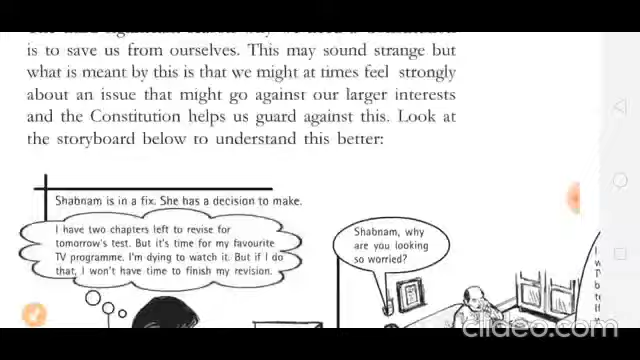 is to save us from ourselves. This may sound strange but
what is meant by this is that we might at times feel strongly
about an issue that might go against our larger interests
and the Constitution helps us guard against this. Look at
the storyboard below to understand this better:
Shabnam is in a fix. She has a decision to make.
I have two chapters left to revise for
tomorrow's test. But it's time for my favourite
TV programme. I'm dying to watch it. But if I do
that, I won't have time to finish my revision.
Shabnam, why
are you looking
so worried?
clideo.com